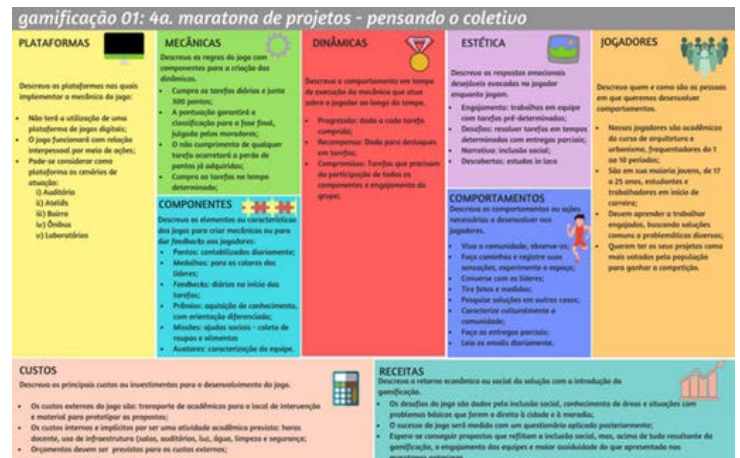 gamificação 01: 4a. maratona de projetos - pensando o coletivo
PLATAFORMAS
Descreva as plataformas nas quais
implementar a mecânica do jogo:
Não terá a utilização de uma
plataforma de jogos digitais;
O jogo funcionará com relação
interpessoal por meio de ações;
Pode-se considerar como
plataforma os cenários de
atuação:
i) Auditório
ii) Ateliês
iii) Bairro
iv) Ônibus
v) Laboratórios
MECÂNICAS
Descreva as regras do jogo com
componentes para a criação das
dinâmicas.
Cumpra as tarefas diárias e junte
300 pontos;
A pontuação garantirá a
classificação para a fase final,
julgada pelos moradores;
O não cumprimento de qualquer
tarefa acarretará a perda de
pontos já adquiridos;
Cumpra as tarefas no tempo
determinado;
COMPONENTES
Descreva os elementos ou características
dos jogos para criar mecânicas ou para
dar feedbacks aos jogadores:
Pontos: contabilizados diariamente;
Medalhas: para os colares dos
líderes;
Feedbacks: diários no início das
tarefas;
Prêmios: aquisição de conhecimento,
com orientação diferenciada;
Missões: ajudas sociais - coleta de
roupas e alimentos
Avatares: caracterização da equipe.
DINÂMICAS
Descreva o comportamento em tempo
de execução da mecânica que atua
sobre o jogador ao longo do tempo.
Progressão: dada a cada tarefa
cumprida;
Recompensa: Dada para destaques
em tarefas;
Compromisso: Tarefas que precisam
da participação de todos os
componentes e engajamento do
grupo;
ESTÉTICA
Descreva as respostas emocionais
desejáveis evocadas no jogador
enquanto jogam.
Engajamento: trabalhos em equipe
com tarefas pré-determinadas;
Desafios: resolver tarefas em tempos
determinados com entregas parciais;
Narrativa: inclusão social;
Descobertas: estudos in loco
COMPORTAMENTOS
Descreva os comportamentos ou ações
necessários a desenvolver nos
jogadores.
Viva a comunidade, observe-os;
Faça caminhos e registre suas
sensações, experimente o espaço;
Converse com os líderes;
Tire fotos e medidas;
Pesquise soluções em outros casos;
Caracterize culturalmente a
comunidade;
Faça as entregas parciais;
Leia os emails diariamente.
JOGADORES
Descreva quem e como são as pessoas
em que queremos desenvolver
comportamentos.
Nossos jogadores são acadêmicos
do curso de arquitetura e
urbanismo, frequentadores do 1
ao 10 períodos;
São em sua maioria jovens, de 17
a 25 anos, estudantes e
trabalhadores em início de
carreira;
Devem aprender a trabalhar
engajados, buscando soluções
comuns a problemáticas diversas;
Querem ter os seus projetos como
mais votados pela população
para ganhar a competição.
CUSTOS
Descreva os principais custos ou investimentos para o desenvolvimento do jogo.
Os custos externos do jogo são: transporte de acadêmicos para o local de intervenção
e material para prototipar as propostas;
Os custos internos e implícitos por ser uma atividade acadêmica prevista: horas
docente, uso de infraestrutura (salas, auditórios, luz, água, limpeza e segurança;
Orçamentos devem ser previstos para os custos externos;
RECEITAS
Descreva o retorno econômico ou social da solução com a introdução da
gamificação.
Os desafios do jogo são dados pela inclusão social, conhecimento de áreas e situações com
problemas básicos que ferem o direito à cidade e à moradia;
O sucesso do jogo será medido com um questionário aplicado posteriormente;
Espera-se conseguir propostas que reflitam a inclusão social, mas, acima de tudo resultante da
gamificação, o engajamento das equipes e maior assiduidade do que apresentada nas